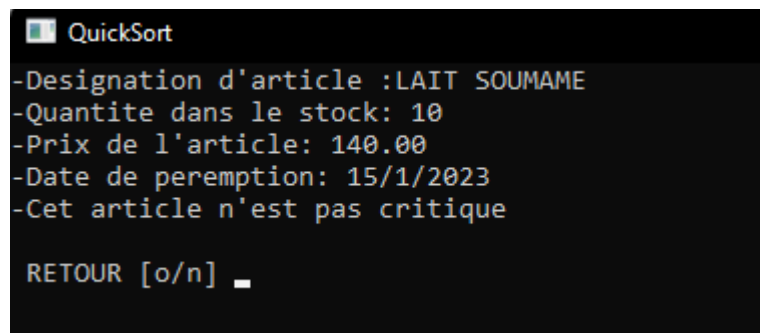 QuickSort
-Designation d'article :LAIT SOUMAME
-Quantite dans le stock: 10
-Prix de l'article: 140.00
-Date de peremption: 15/1/2023
-Cet article n'est pas critique
RETOUR [o/n]